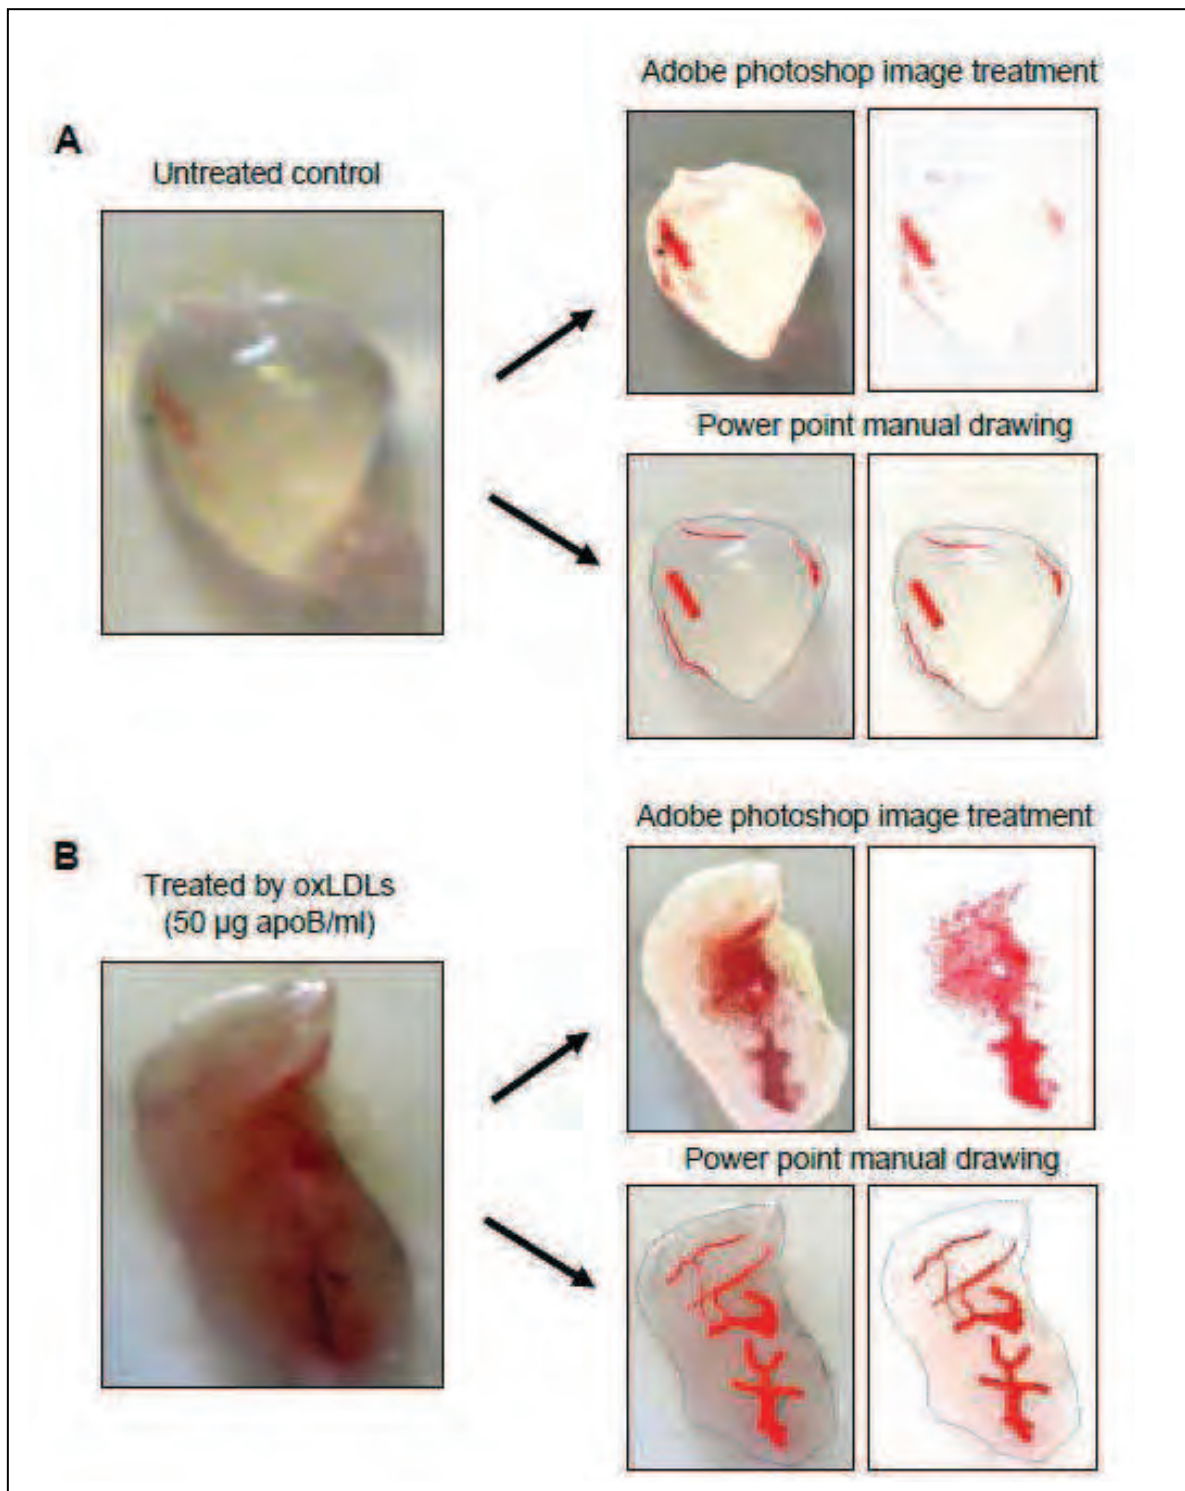 A
Untreated control
Adobe photoshop image treatment
Power point manual drawing
B
Treated by oxLDLs
(50 µg apoB/ml)
Adobe photoshop image treatment
Power point manual drawing